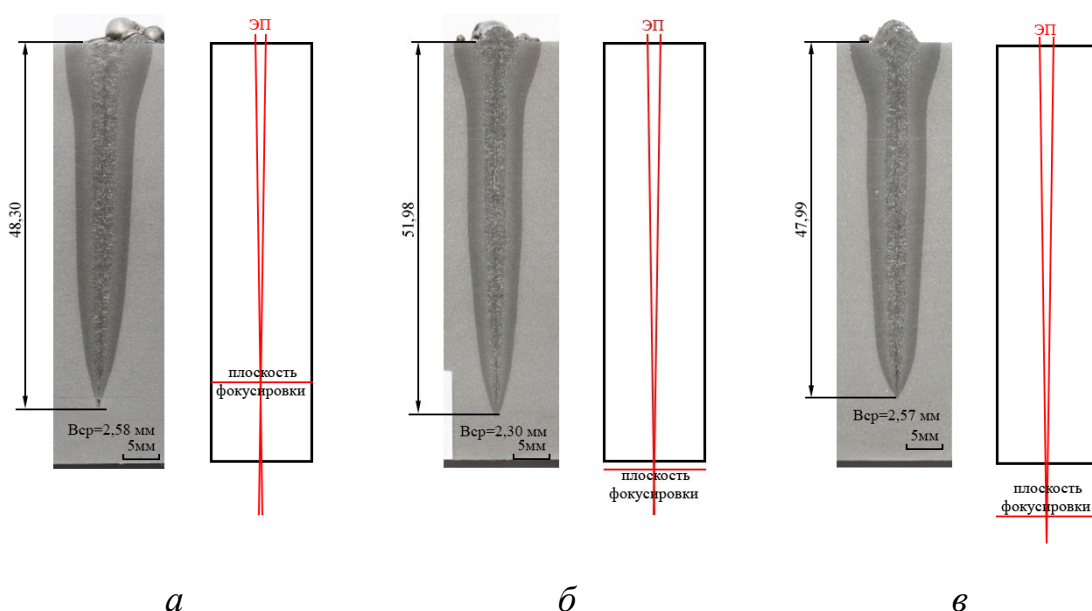 ЭП
48,30
плоскость
фокусировки
Вср=2,58 мм
5мм
а
ЭП
51,98
плоскость
фокусировки
Вср=2,30 мм
5мм
б
ЭП
47,99
плоскость
фокусировки
Вср=2,57 мм
5мм
в